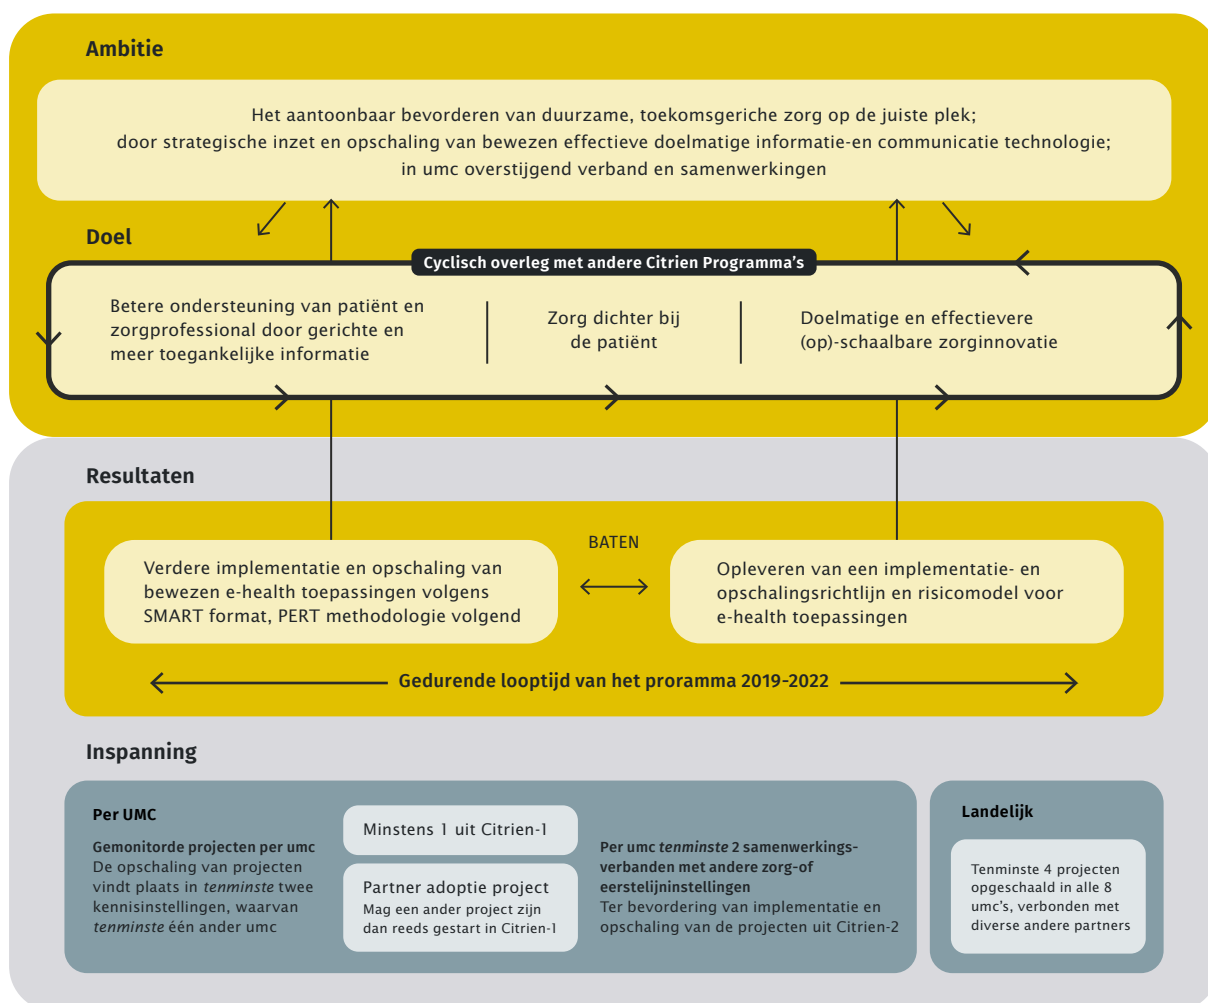 Ambitie
Het aantoonbaar bevorderen van duurzame, toekomsgeriche zorg op de juiste plek;
door strategische inzet en opschaling van bewezen effectieve doelmatige informatie-en communicatie technologie;
in umc overstijgend verband en samenwerkingen
Doel
Cyclisch overleg met andere Citrien Programma's
Betere ondersteuning van patiënt en
zorgprofessional door gerichte en
meer toegankelijke informatie
Zorg dichter bij
de patiënt
Doelmatige en effectievere
(op)-schaalbare zorginnovatie
Resultaten
BATEN
Verdere implementatie en opschaling van
bewezen e-health toepassingen volgens
SMART format, PERT methodologie volgend
Opleveren van een implementatie- en
opschalingsrichtlijn en risicomodel voor
e-health toepassingen
Gedurende looptijd van het proramma 2019-2022
Inspanning
Per UMC
Gemonitorde projecten per umc
De opschaling van projecten
vindt plaats in tenminste twee
kennisinstellingen, waarvan
tenminste één ander umc
Minstens 1 uit Citrien-1
Partner adoptie project
Mag een ander project zijn
dan reeds gestart in Citrien-1
Per umc tenminste 2 samenwerkings-
verbanden met andere zorg-of
eerstelijninstellingen
Ter bevordering van implementie en
opschaling van de projecten uit Citrien-2
Landelijk
Tenminste 4 projecten
opgeschaald in alle 8
umc's, verbonden met
diverse andere partners